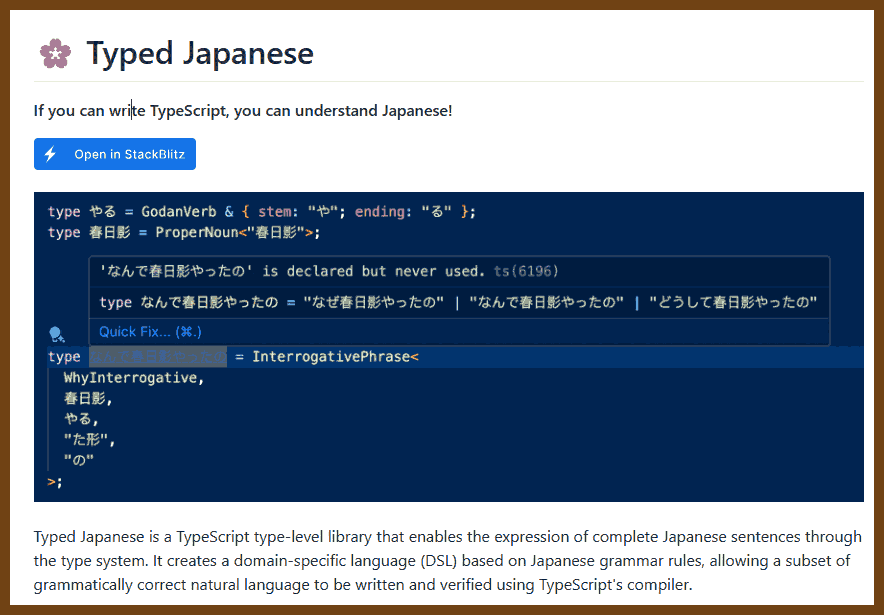 Typed Japanese
If you can write TypeScript, you can understand Japanese!
Open in StackBlitz
type やる = GodanVerb & { stem: "や"; ending: "る" };
type 春日影 = ProperNoun<"春日影">;
'なんで春日影やったの' is declared but never used. ts(6196)
type なんで春日影やったの = "なぜ春日影やったの" | "なんで春日影やったの" | "どうして春日影やったの"
Quick Fix... (⌘.)
type = InterrogativePhrase<
WhyInterrogative,
春日影,
やる,
"た形",
"の"
>;
Typed Japanese is a TypeScript type-level library that enables the expression of complete Japanese sentences through
the type system. It creates a domain-specific language (DSL) based on Japanese grammar rules, allowing a subset of
grammatically correct natural language to be written and verified using TypeScript's compiler.